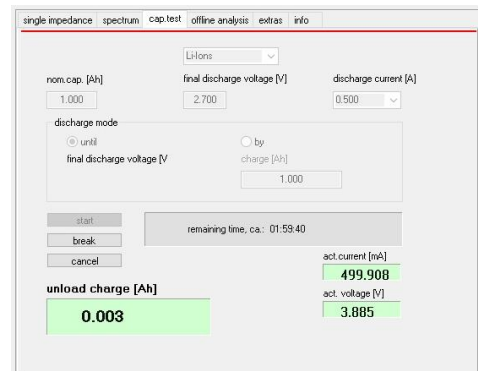 single impedance spectrum cap.test offline analysis extras info
Li-Ions
nom.cap. [Ah] final discharge voltage [V] discharge current [A]
1.000 2.700 0.500
discharge mode
until by
final discharge voltage [V charge [Ah]
1.000
start
remaining time, ca.: 01:59:40
break
cancel
act.current [mA]
499.908
unload charge [Ah]
act. voltage [V]
0.003
3.885